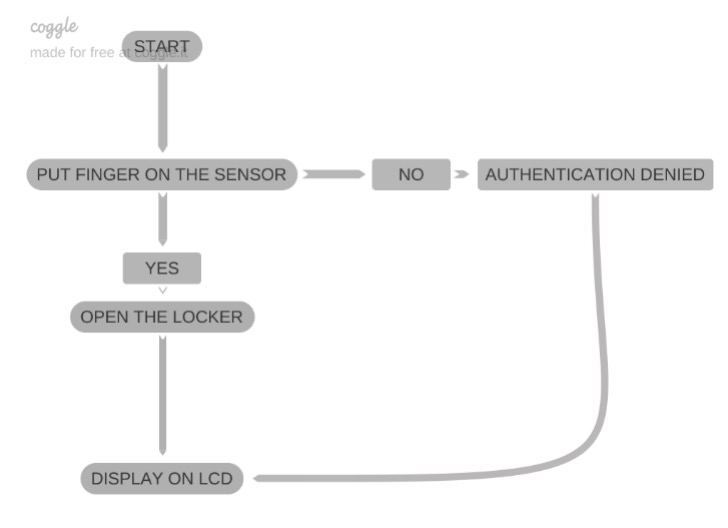 coggle
made for free at coggle.it
START
PUT FINGER ON THE SENSOR
NO
AUTHENTICATION DENIED
YES
OPEN THE LOCKER
DISPLAY ON LCD